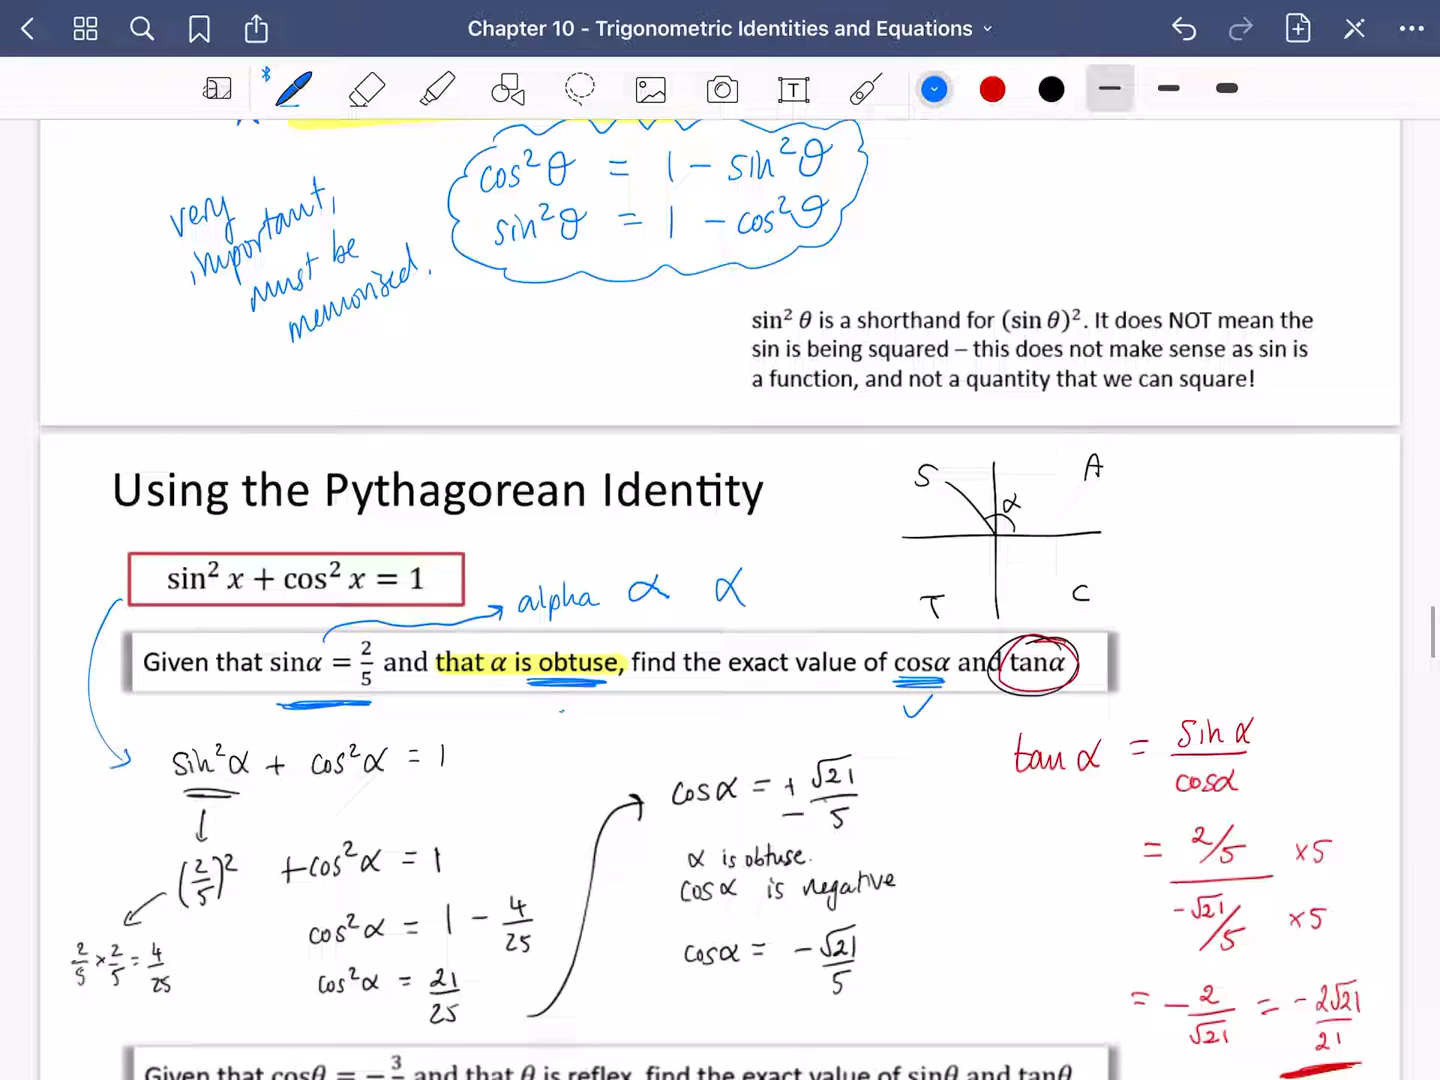 Chapter 10 - Trigonometric Identities and Equations
cos²θ = 1 - sin²θ
sin²θ = 1 - cos²θ
very
important,
must be
memorised.
sin² θ is a shorthand for (sin θ)². It does NOT mean the
sin is being squared – this does not make sense as sin is
a function, and not a quantity that we can square!
Using the Pythagorean Identity
S A
α
T C
sin² x + cos² x = 1
alpha α α
Given that sinα = 2/5 and that α is obtuse, find the exact value of cosα and tanα
sin²α + cos²α = 1
(2/5)² + cos²α = 1
2/5 × 2/5 = 4/25
cos²α = 1 - 4/25
cos²α = 21/25
cosα = ± √21/5
α is obtuse.
cosα is negative
cosα = - √21/5
tanα = sinα/cosα
= 2/5 ×5
-√21/5 ×5
= - 2/√21 = -2√21/21
Given that cosθ = −3/ and that θ is reflex, find the exact value of sinθ and tanθ